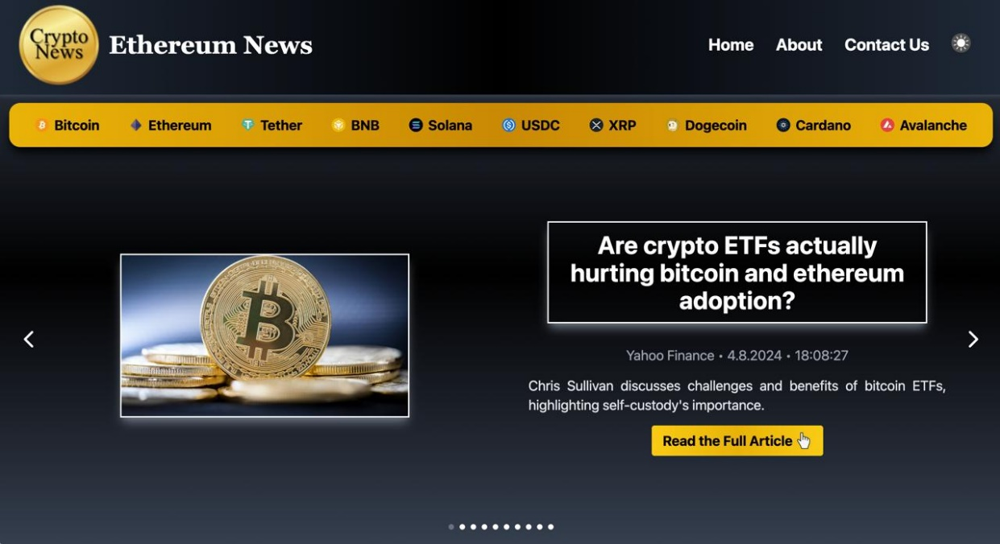 Crypto
News
Ethereum News
Home About Contact Us
Bitcoin Ethereum Tether BNB Solana USDC XRP Dogecoin Cardano Avalanche
Are crypto ETFs actually
hurting bitcoin and ethereum
adoption?
Yahoo Finance • 4.8.2024 • 18:08:27
Chris Sullivan discusses challenges and benefits of bitcoin ETFs,
highlighting self-custody's importance.
Read the Full Article